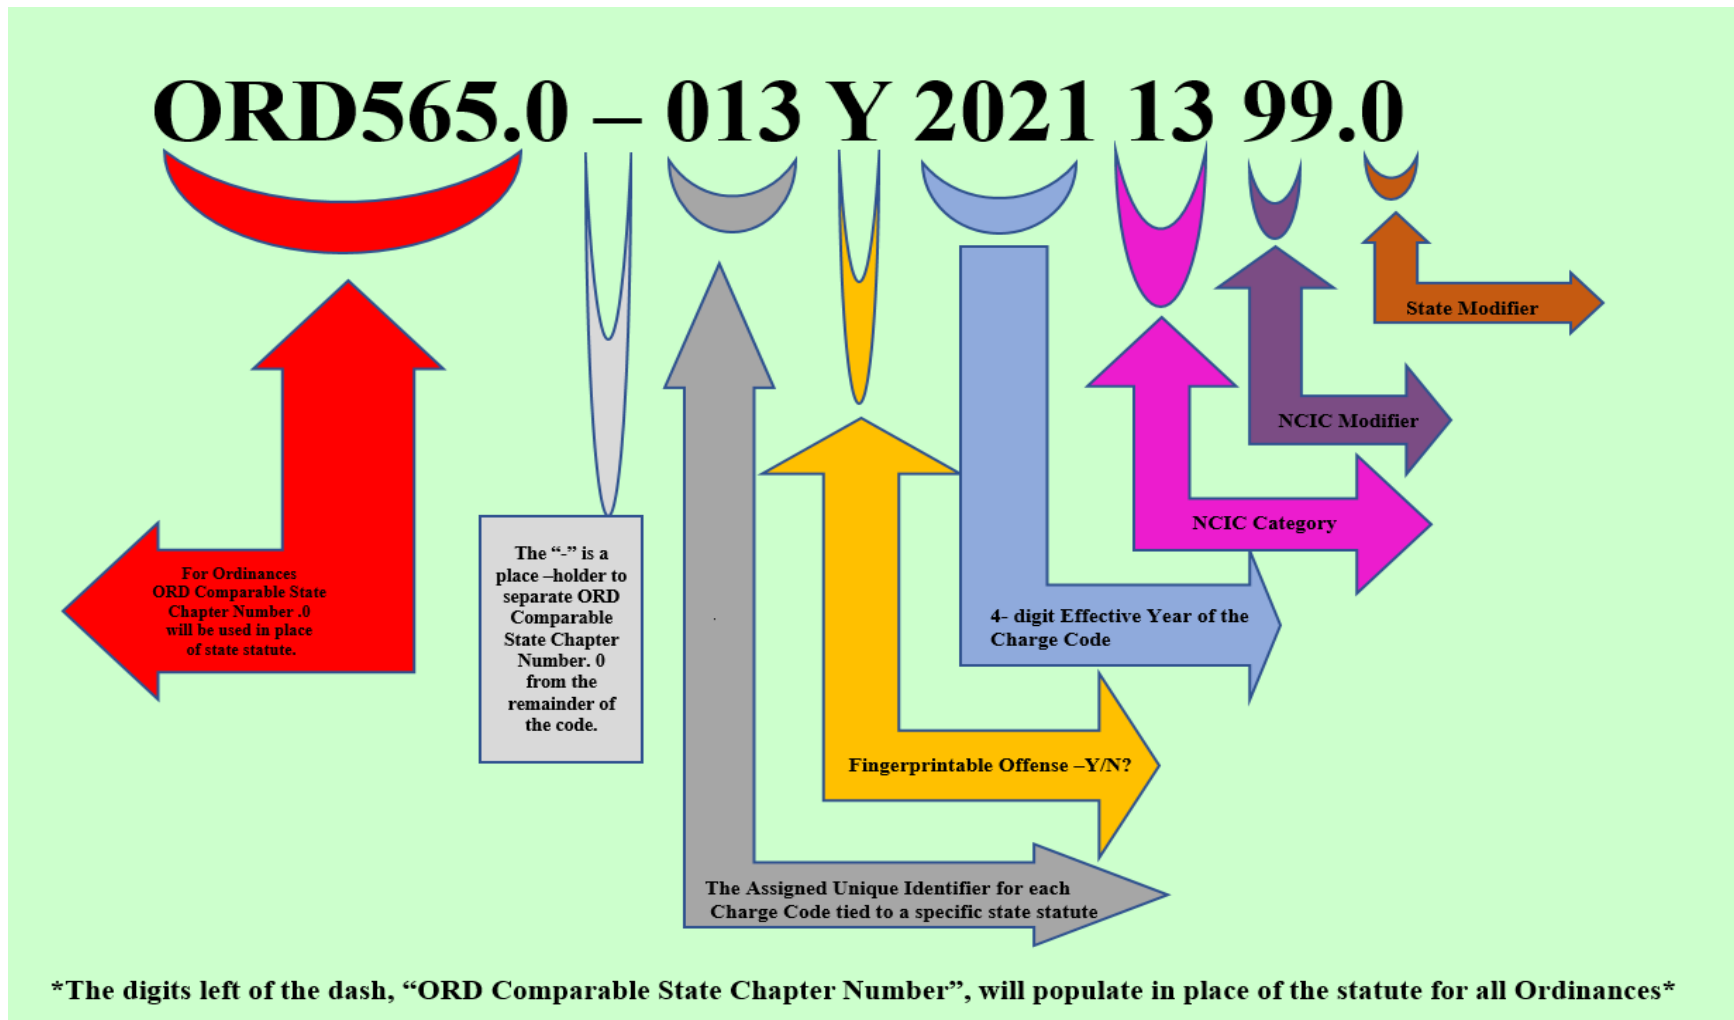 ORD565.0 – 013 Y 2021 13 99.0
State Modifier
NCIC Modifier
NCIC Category
The “-” is a
place –holder to
separate ORD
Comparable
State Chapter
Number. 0
from the
remainder of
the code.
For Ordinances
ORD Comparable State
Chapter Number .0
will be used in place
of state statute.
4- digit Effective Year of the
Charge Code
Fingerprintable Offense –Y/N?
The Assigned Unique Identifier for each
Charge Code tied to a specific state statute
*The digits left of the dash, “ORD Comparable State Chapter Number”, will populate in place of the statute for all Ordinances*